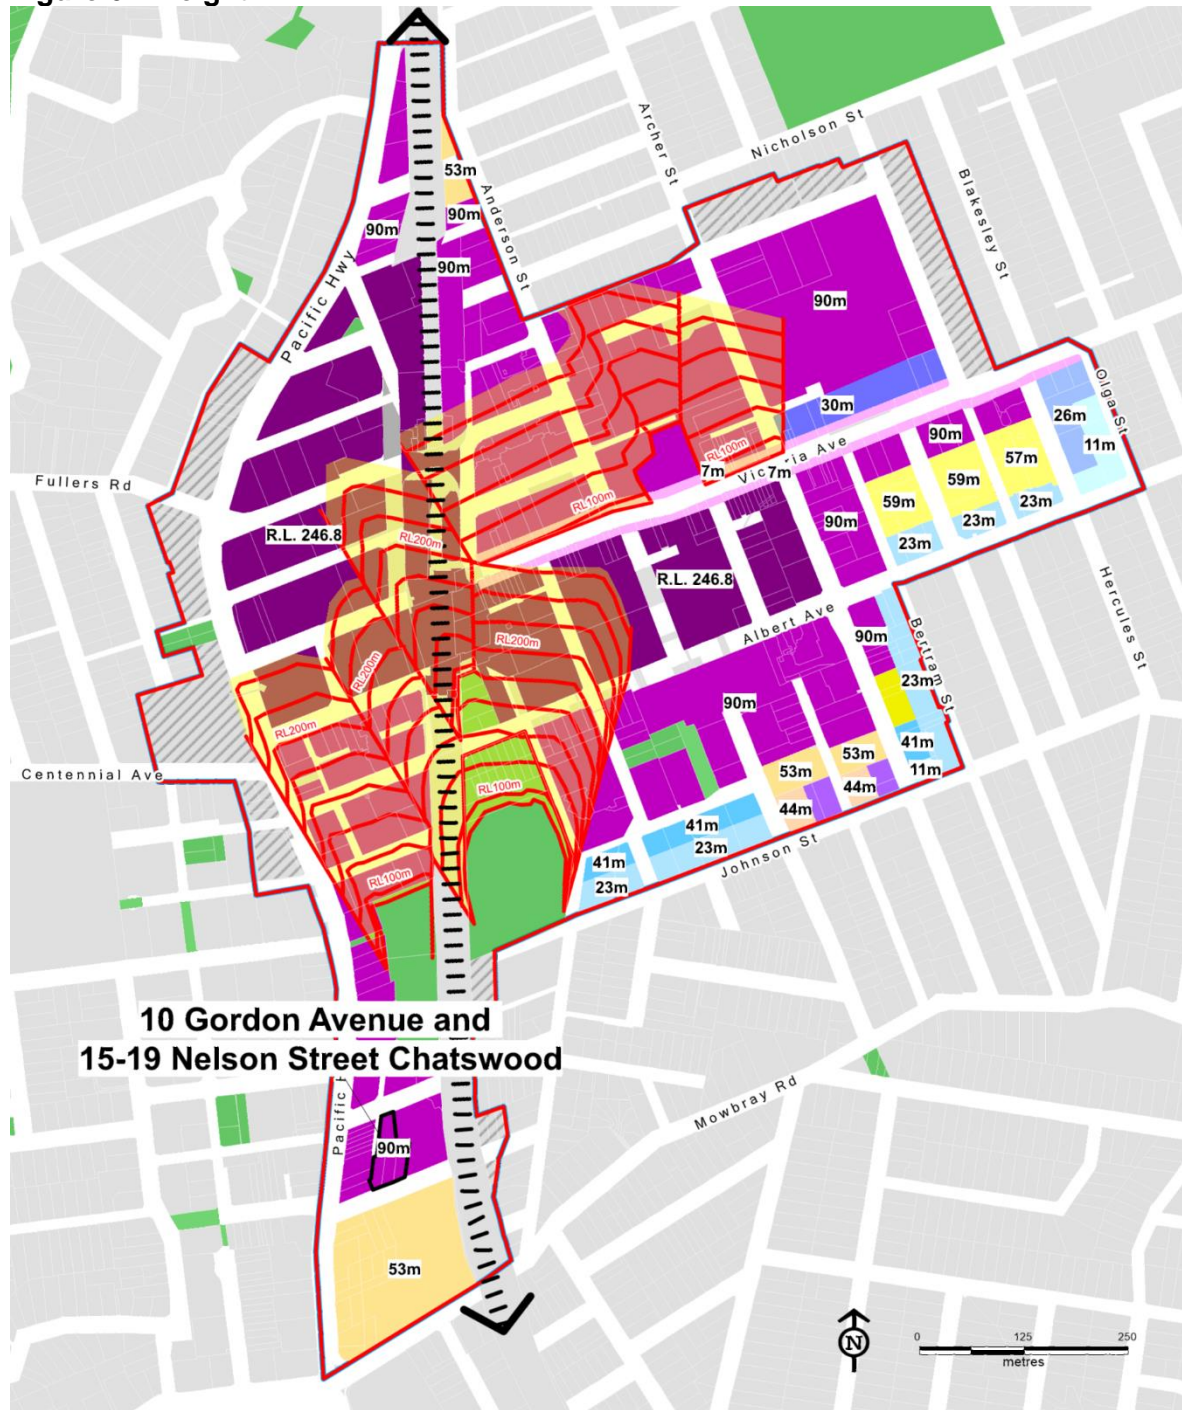 Archer St
Nicholson St
53m
Anderson St
Blakesley St
90m
90m
90m
Pacific Hwy
90m
30m
Olga St
26m
11m
90m
57m
RL100m
7m
Victoria Ave
7m
59m
59m
23m
23m
23m
Fullers Rd
RL100m
90m
R.L. 246.8
RL200m
R.L. 246.8
Hercules St
Albert Ave
90m
Bertram St
RL200m
RL200m
23m
90m
RL200m
41m
53m
53m
11m
Centennial Ave
RL100m
44m
44m
41m
23m
Johnson St
41m
23m
RL100m
10 Gordon Avenue and
15-19 Nelson Street Chatswood
Mowbray Rd
Pacific H
90m
53m
N
0 125 250
metres